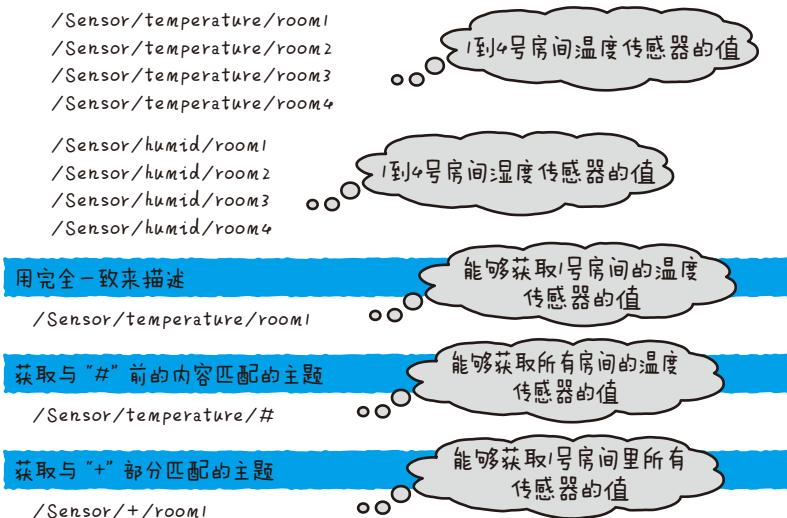 /Sensor/temperature/room1
/Sensor/temperature/room2
/Sensor/temperature/room3
/Sensor/temperature/room4
1到4号房间温度传感器的值
/Sensor/humid/room1
/Sensor/humid/room2
/Sensor/humid/room3
/Sensor/humid/room4
1到4号房间湿度传感器的值
用完全一致来描述
/Sensor/temperature/room1
能够获取1号房间的温度
传感器的值
获取与“#”前的内容匹配的主题
/Sensor/temperature/#
能够获取所有房间的温度
传感器的值
获取与“+”部分匹配的主题
/Sensor/+/room1
能够获取1号房间里所有
传感器的值